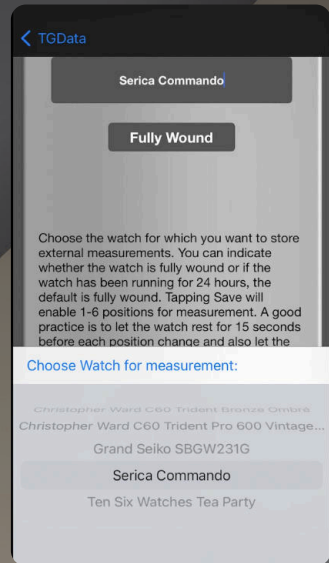 TGData
Serica Commando
Fully Wound
Choose the watch for which you want to store
external measurements. You can indicate
whether the watch is fully wound or if the
watch has been running for 24 hours, the
default is fully wound. Tapping Save will
enable 1-6 positions for measurement. A good
practice is to let the watch rest for 15 seconds
before each position change and also let the
Choose Watch for measurement:
Christopher Ward C60 Trident Bronze Ombré
Christopher Ward C60 Trident Pro 600 Vintage...
Grand Seiko SBGW231G
Serica Commando
Ten Six Watches Tea Party